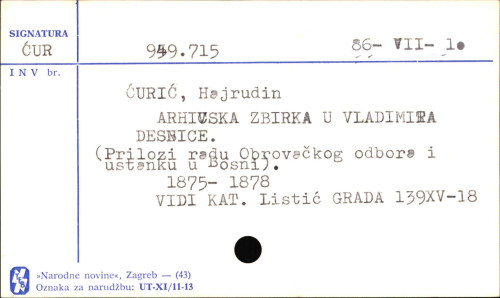 SIGNATURA
ĆUR 949.715 86- VII- 1.
I N V br.
ĆURIĆ, Hajrudin
ARHIVSKA ZBIRKA U VLADIMIRA
DESNICE.
(Prilozi radu Obrovačkog odbora i
ustanku u Bosni).
1875- 1878
VIDI KAT. Listić GRADA 139XV-18
»Narodne novine«, Zagreb — (43)
Oznaka za narudžbu: UT-XI/11-13